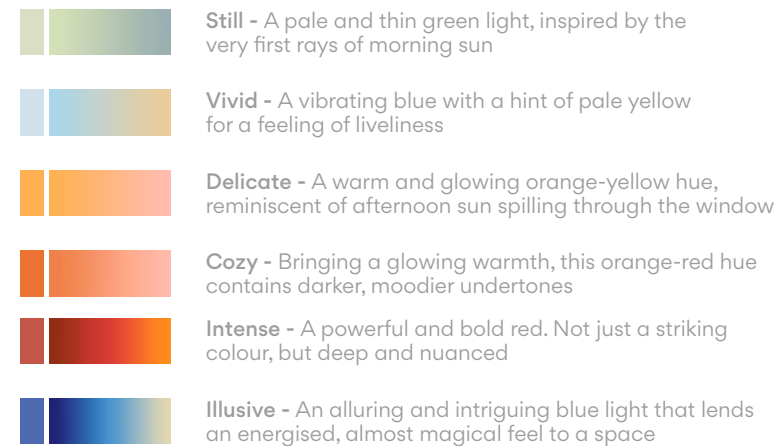 Still - A pale and thin green light, inspired by the
very first rays of morning sun
Vivid - A vibrating blue with a hint of pale yellow
for a feeling of liveliness
Delicate - A warm and glowing orange-yellow hue,
reminiscent of afternoon sun spilling through the window
Cozy - Bringing a glowing warmth, this orange-red hue
contains darker, moodier undertones
Intense - A powerful and bold red. Not just a striking
colour, but deep and nuanced
Illusive - An alluring and intriguing blue light that lends
an energised, almost magical feel to a space